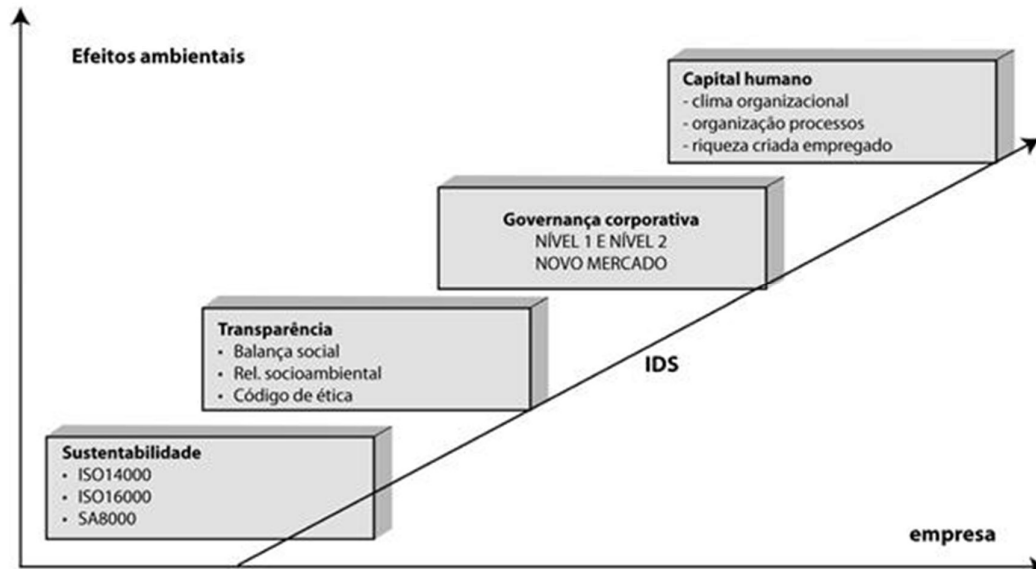 Efeitos ambientais
Capital humano
- clima organizacional
- organização processos
- riqueza criada empregado
Governança corporativa
NÍVEL 1 E NÍVEL 2
NOVO MERCADO
Transparência
• Balança social
• Rel. socioambiental
• Código de ética
IDS
Sustentabilidade
• ISO14000
• ISO16000
• SA8000
empresa